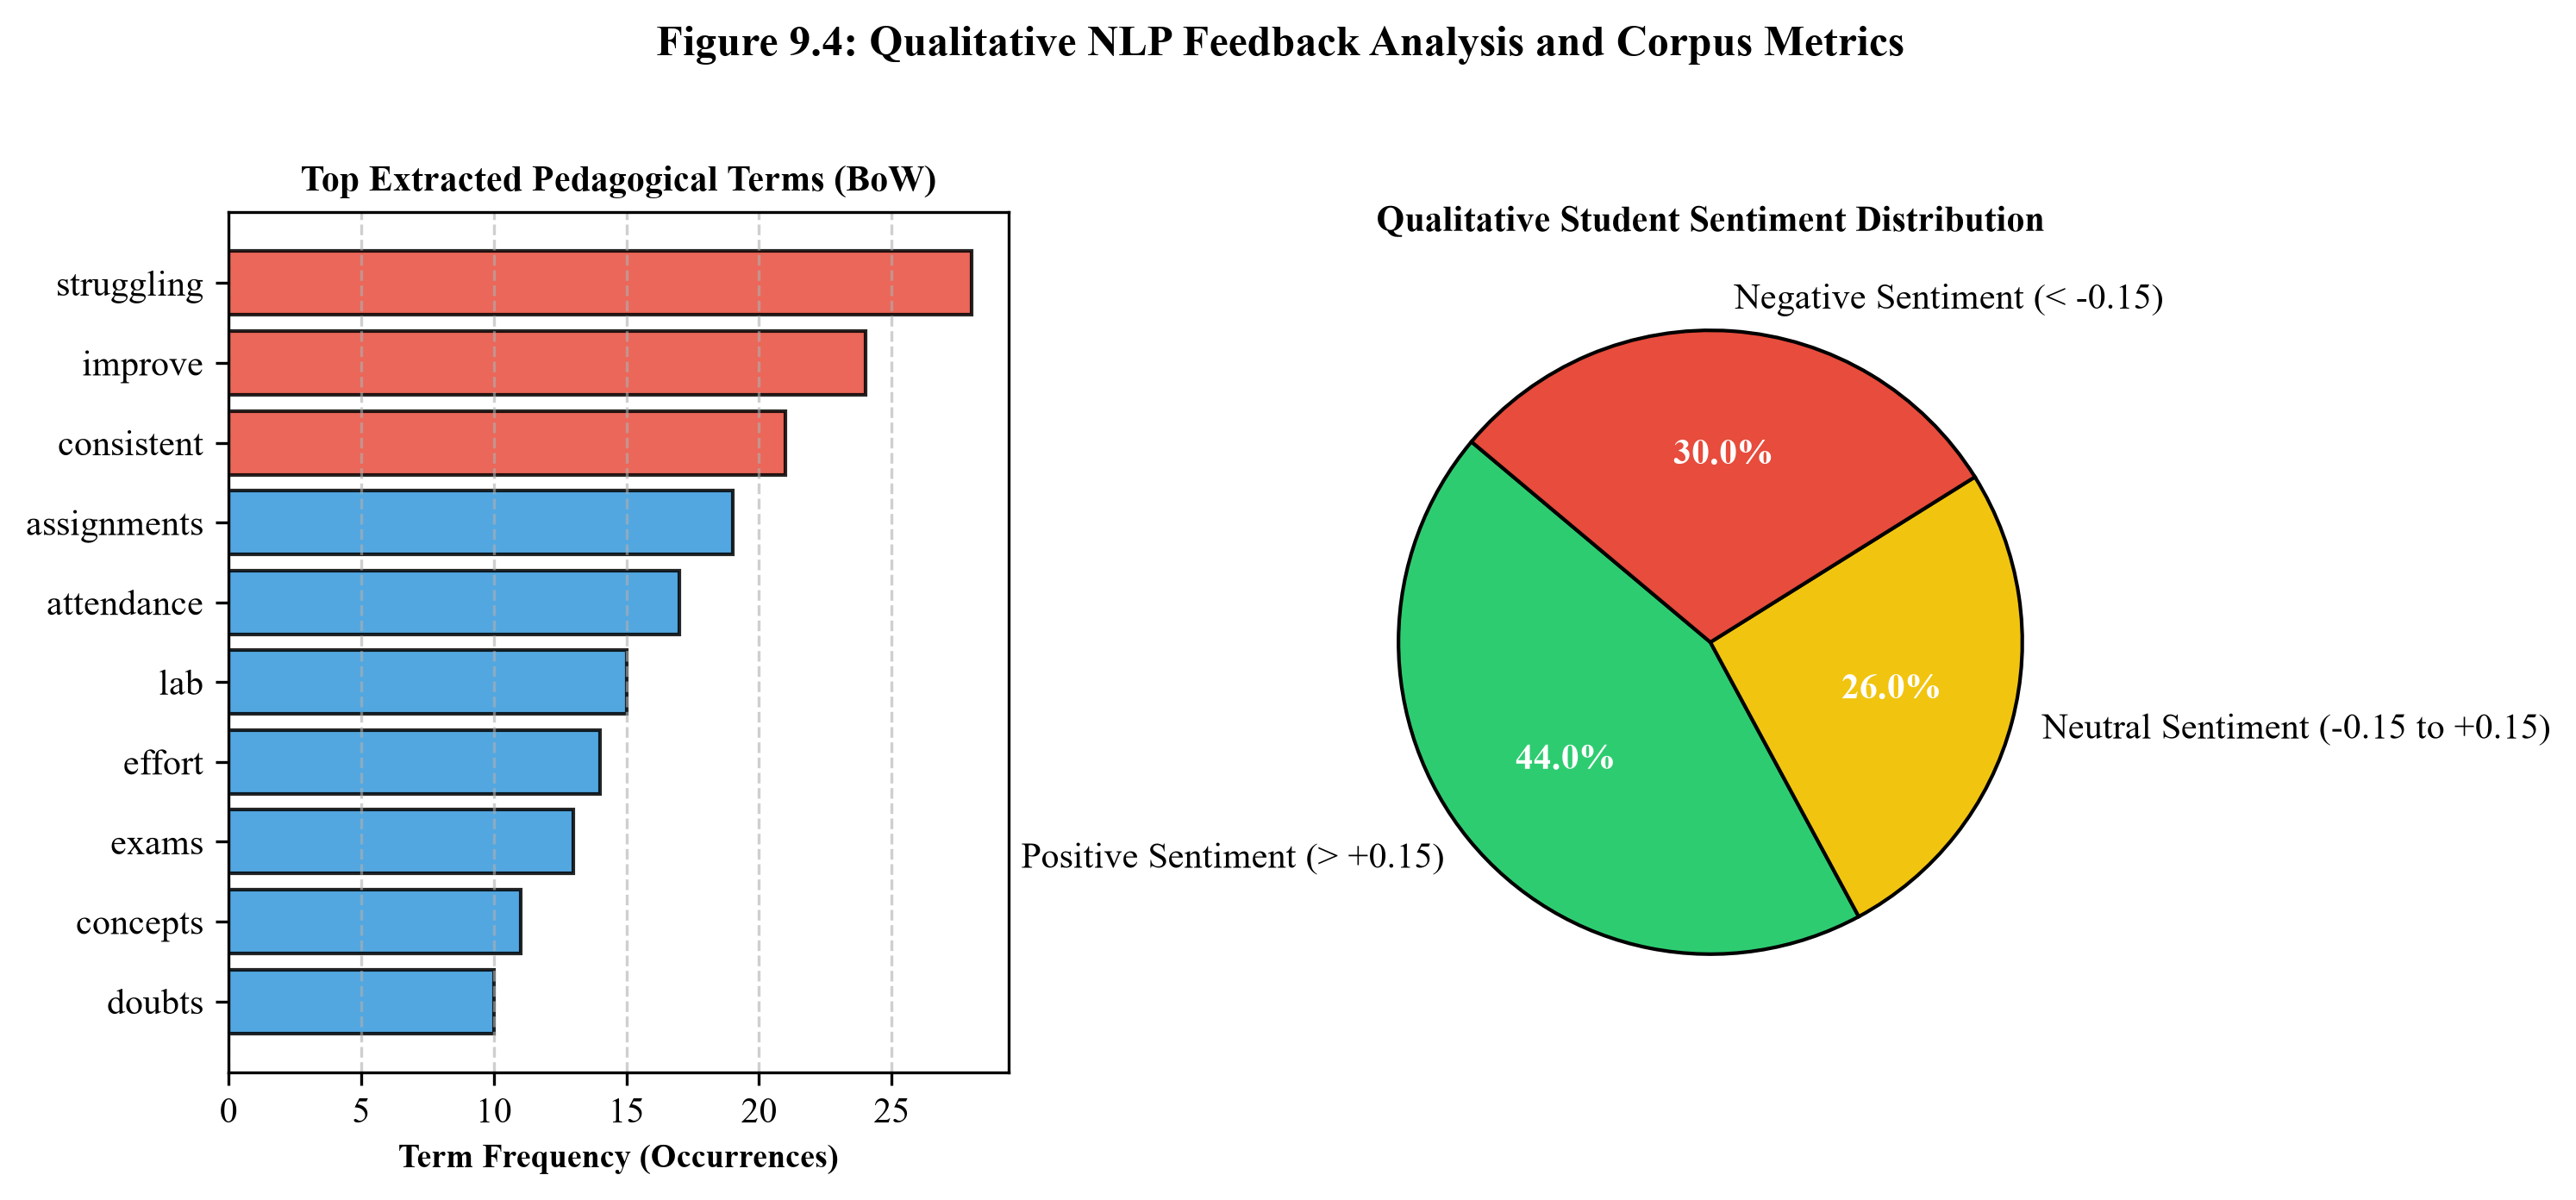 Figure 9.4: Qualitative NLP Feedback Analysis and Corpus Metrics
Top Extracted Pedagogical Terms (BoW)
struggling
improve
consistent
assignments
attendance
lab
effort
exams
concepts
doubts
0 5 10 15 20 25
Term Frequency (Occurrences)
Qualitative Student Sentiment Distribution
Negative Sentiment (< -0.15)
30.0%
26.0%
Neutral Sentiment (-0.15 to +0.15)
44.0%
Positive Sentiment (> +0.15)